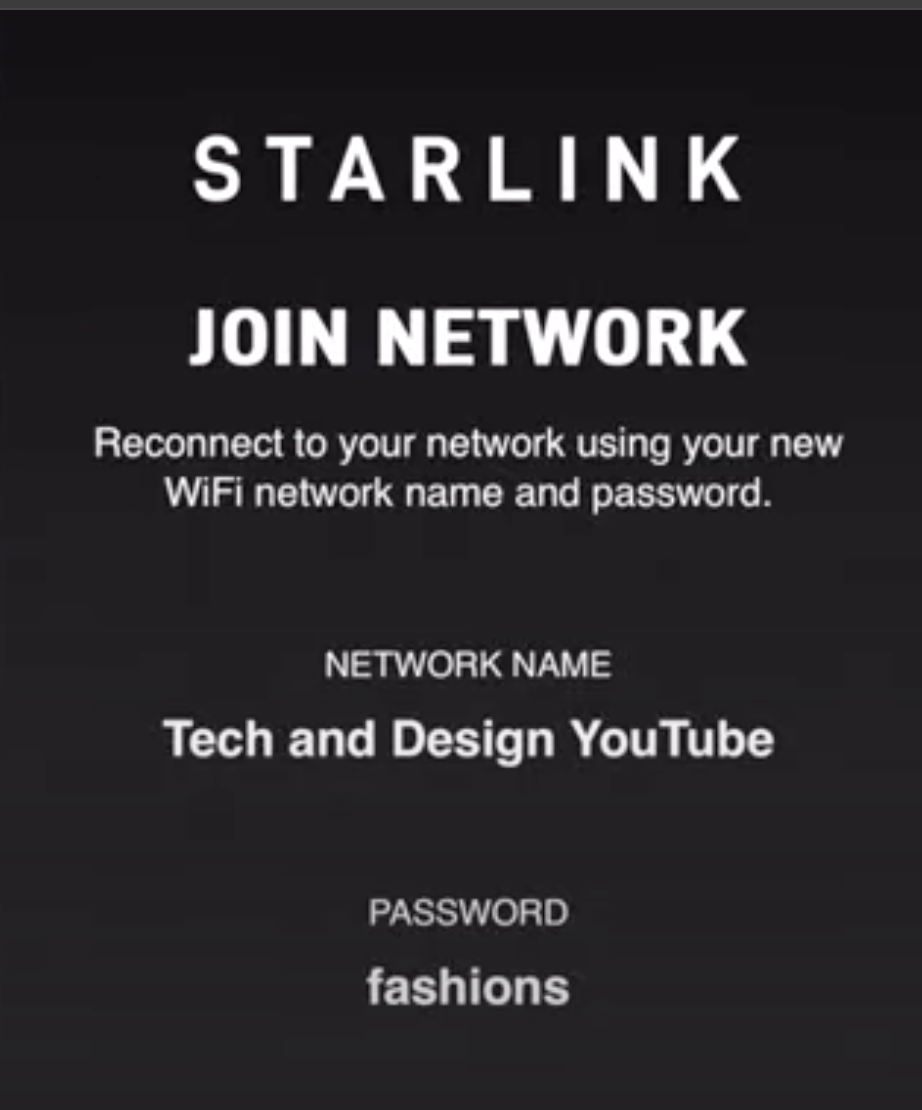 STARLINK
JOIN NETWORK
Reconnect to your network using your new
WiFi network name and password.
NETWORK NAME
Tech and Design YouTube
PASSWORD
fashions